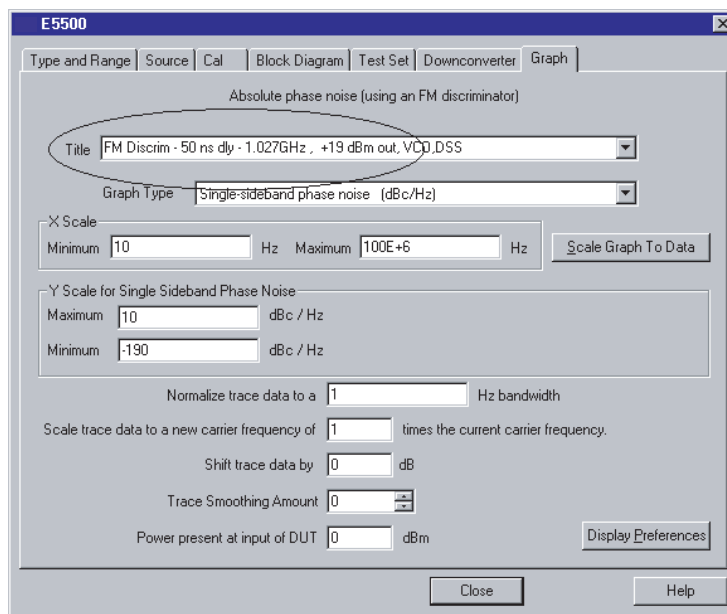 E5500
Type and Range Source Cal Block Diagram Test Set Downconverter Graph
Absolute phase noise (using an FM discriminator)
Title FM Discrim - 50 ns dly - 1.027GHz , +19 dBm out, VCO,DSS
Graph Type Single-sideband phase noise (dBc/Hz)
X Scale
Minimum 10 Hz Maximum 100E+6 Hz Scale Graph To Data
Y Scale for Single Sideband Phase Noise
Maximum 10 dBc / Hz
Minimum -190 dBc / Hz
Normalize trace data to a 1 Hz bandwidth
Scale trace data to a new carrier frequency of 1 times the current carrier frequency.
Shift trace data by 0 dB
Trace Smoothing Amount 0
Power present at input of DUT 0 dBm Display Preferences
Close Help